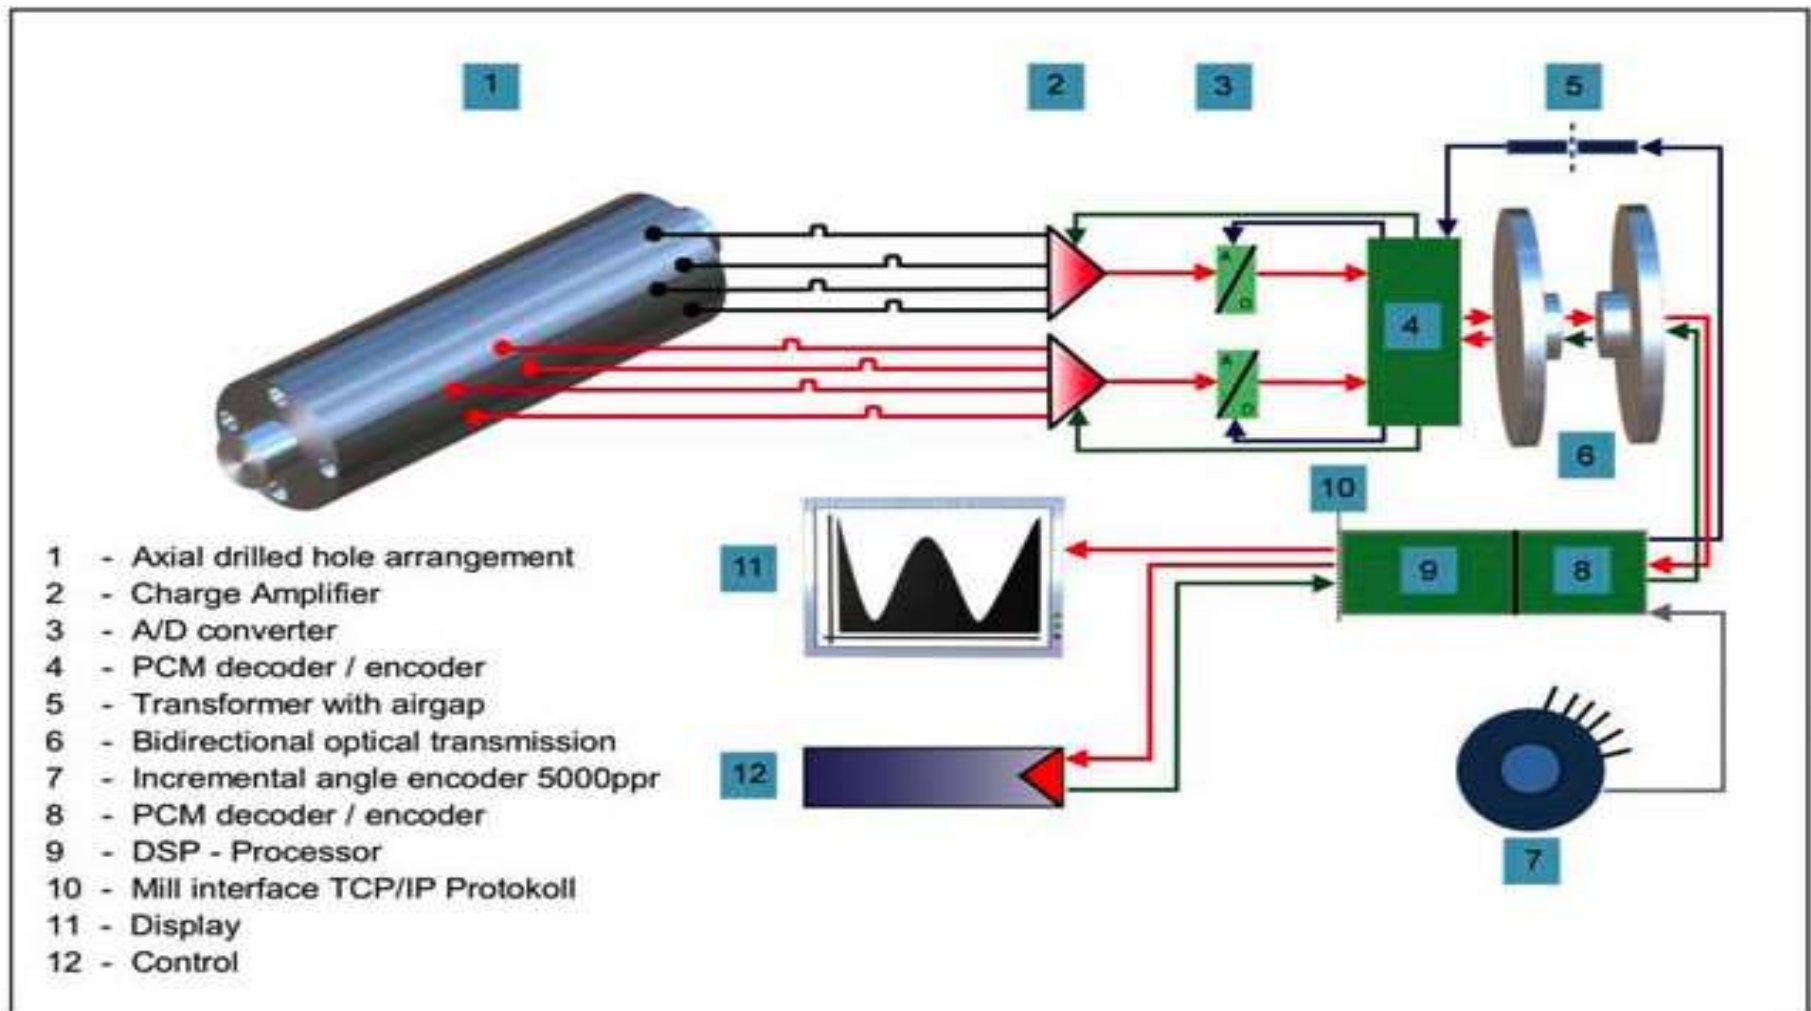 1
2
3
5
A
D
4
A
D
6
10
11
9
8
12
7
1 - Axial drilled hole arrangement
2 - Charge Amplifier
3 - A/D converter
4 - PCM decoder / encoder
5 - Transformer with airgap
6 - Bidirectional optical transmission
7 - Incremental angle encoder 5000ppr
8 - PCM decoder / encoder
9 - DSP - Processor
10 - Mill interface TCP/IP Protokoll
11 - Display
12 - Control